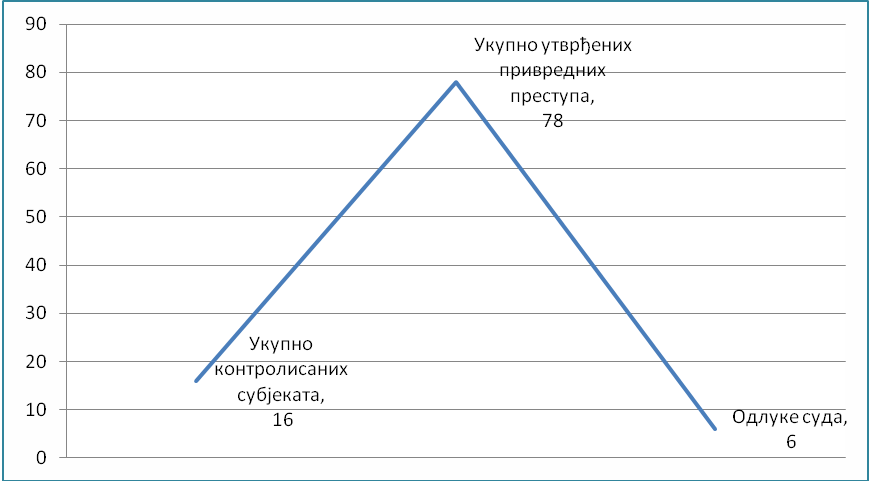 90
80
70
60
50
40
30
20
10
0
Укупно утврђених
привредних
преступа,
78
Укупно
контролисаних
субјеката,
16
Одлуке суда,
6